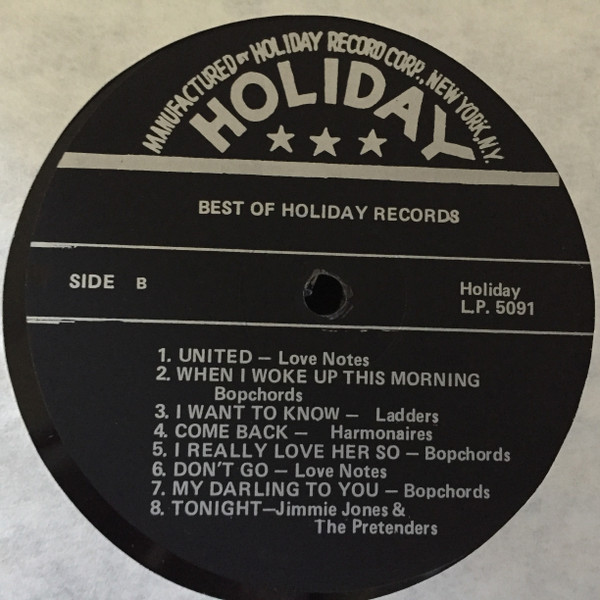 MANUFACTURED BY HOLIDAY RECORD CORP., NEW YORK, N.Y.
HOLIDAY
BEST OF HOLIDAY RECORDS
SIDE B
Holiday
L.P. 5091
1. UNITED — Love Notes
2. WHEN I WOKE UP THIS MORNING
Bopchords
3. I WANT TO KNOW — Ladders
4. COME BACK — Harmonaires
5. I REALLY LOVE HER SO — Bopchords
6. DON'T GO — Love Notes
7. MY DARLING TO YOU — Bopchords
8. TONIGHT—Jimmie Jones &
The Pretenders